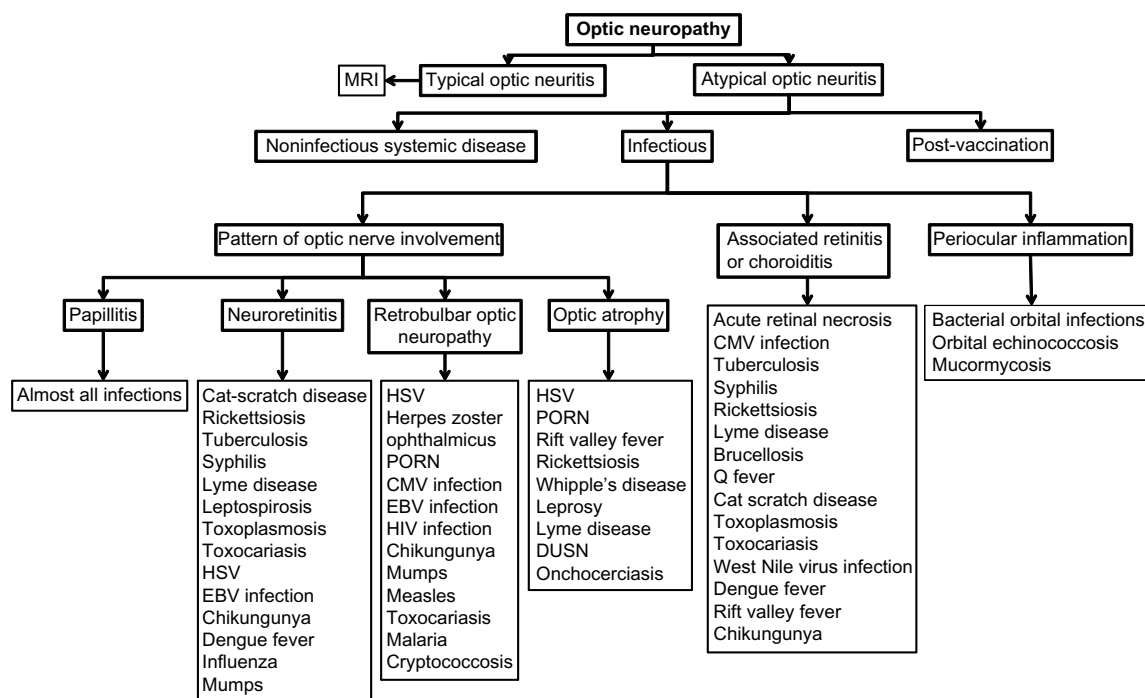 Optic neuropathy
MRI
Typical optic neuritis
Atypical optic neuritis
Noninfectious systemic disease
Infectious
Post-vaccination
Pattern of optic nerve involvement
Associated retinitis
or choroiditis
Periocular inflammation
Papillitis
Neuroretinitis
Retrobulbar optic
neuropathy
Optic atrophy
Almost all infections
Cat-scratch disease
Rickettsiosis
Tuberculosis
Syphilis
Lyme disease
Leptospirosis
Toxoplasmosis
Toxocariasis
HSV
EBV infection
Chikungunya
Dengue fever
Influenza
Mumps
HSV
Herpes zoster
ophthalmicus
PORN
CMV infection
EBV infection
HIV infection
Chikungunya
Mumps
Measles
Toxocariasis
Malaria
Cryptococcosis
HSV
PORN
Rift valley fever
Rickettsiosis
Whipple's disease
Leprosy
Lyme disease
DUSN
Onchocerciasis
Acute retinal necrosis
CMV infection
Tuberculosis
Syphilis
Rickettsiosis
Lyme disease
Brucellosis
Q fever
Cat scratch disease
Toxoplasmosis
Toxocariasis
West Nile virus infection
Dengue fever
Rift valley fever
Chikungunya
Bacterial orbital infections
Orbital echinococcosis
Mucormycosis